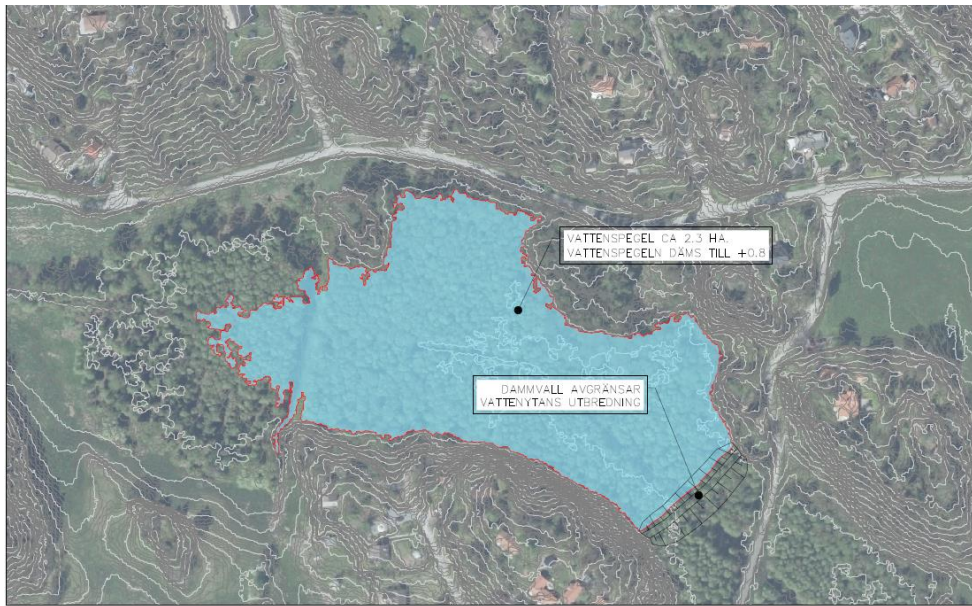 VATTENSPEGEL CA 2.3 HA.
VATTENSPEGELN DÄMS TILL +0.8
DAMMVALL AVGRÄNSAR
VATTENYTANS UTBREDNING